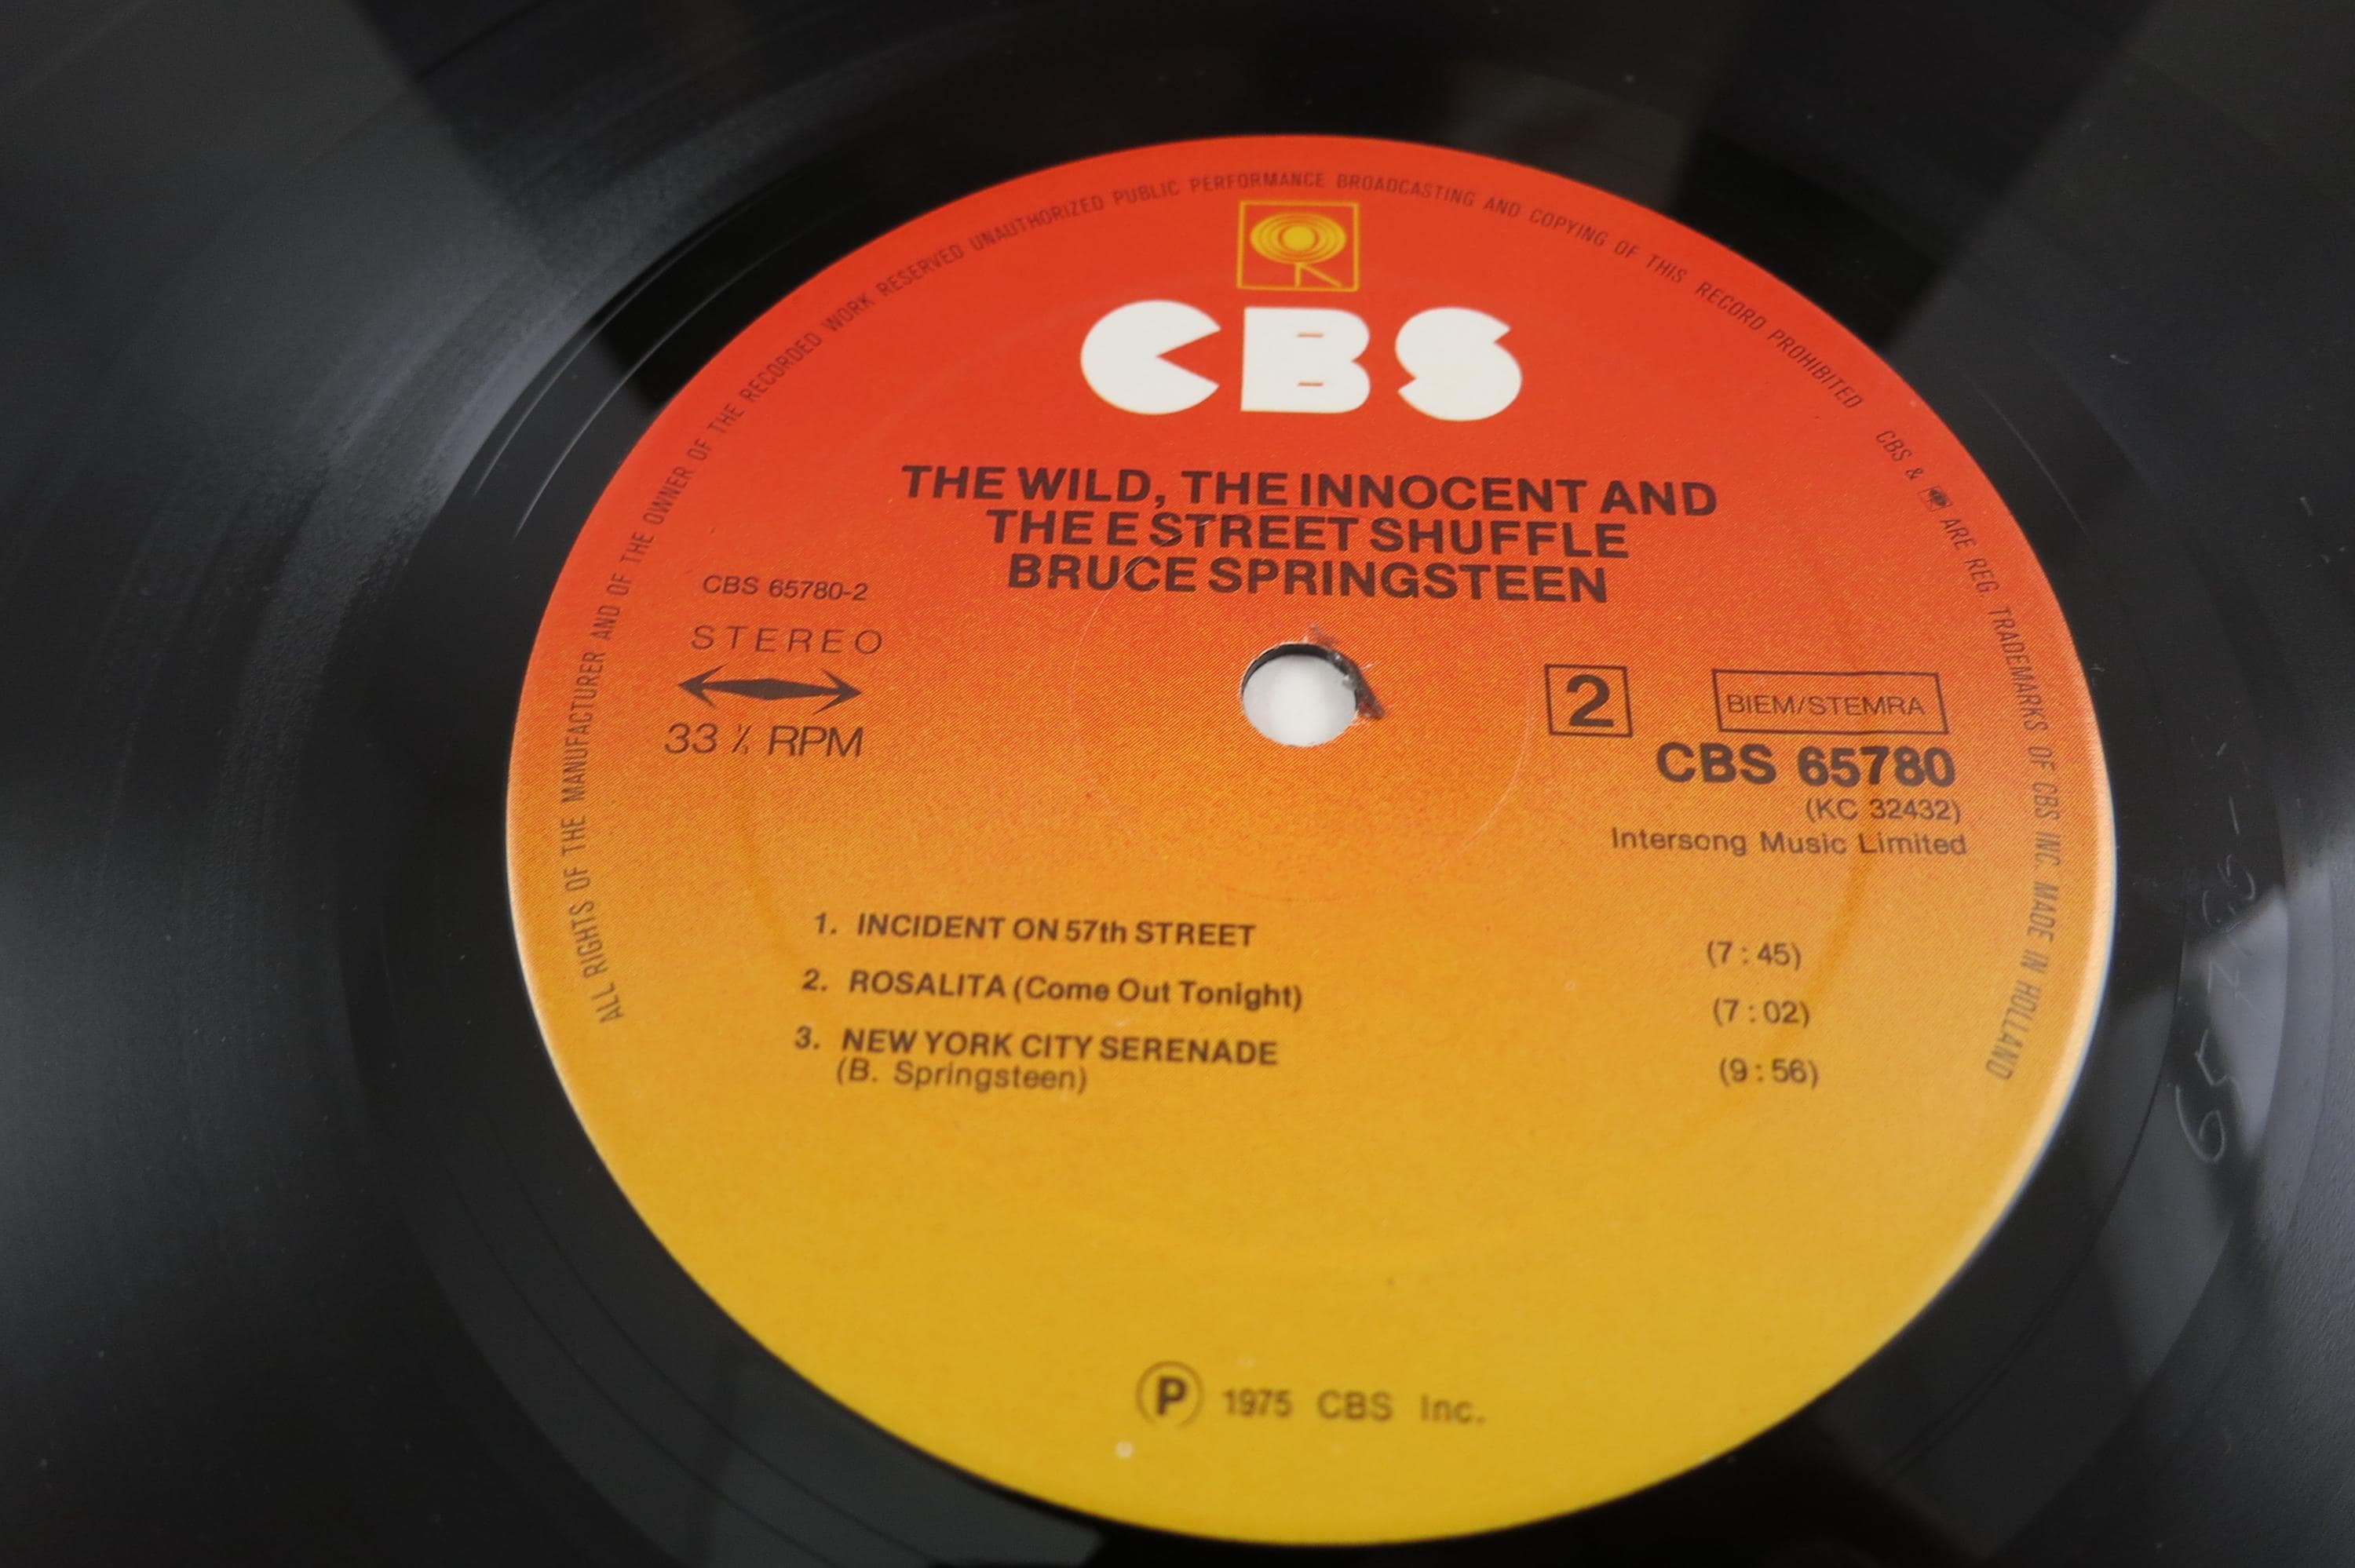 ALL RIGHTS OF THE MANUFACTURER AND OF THE OWNER OF THE RECORDED WORK RESERVED UNAUTHORIZED PUBLIC PERFORMANCE BROADCASTING AND COPYING OF THIS RECORD PROHIBITED
CBS & ARE REG. TRADEMARKS OF CBS INC. MADE IN HOLLAND
CBS
THE WILD, THE INNOCENT AND
THE E STREET SHUFFLE
BRUCE SPRINGSTEEN
CBS 65780-2
STEREO
33 ⅓ RPM
2
BIEM/STEMRA
CBS 65780
(KC 32432)
Intersong Music Limited
1. INCIDENT ON 57th STREET (7:45)
2. ROSALITA (Come Out Tonight) (7:02)
3. NEW YORK CITY SERENADE (9:56)
(B. Springsteen)
Ⓟ 1975 CBS Inc.